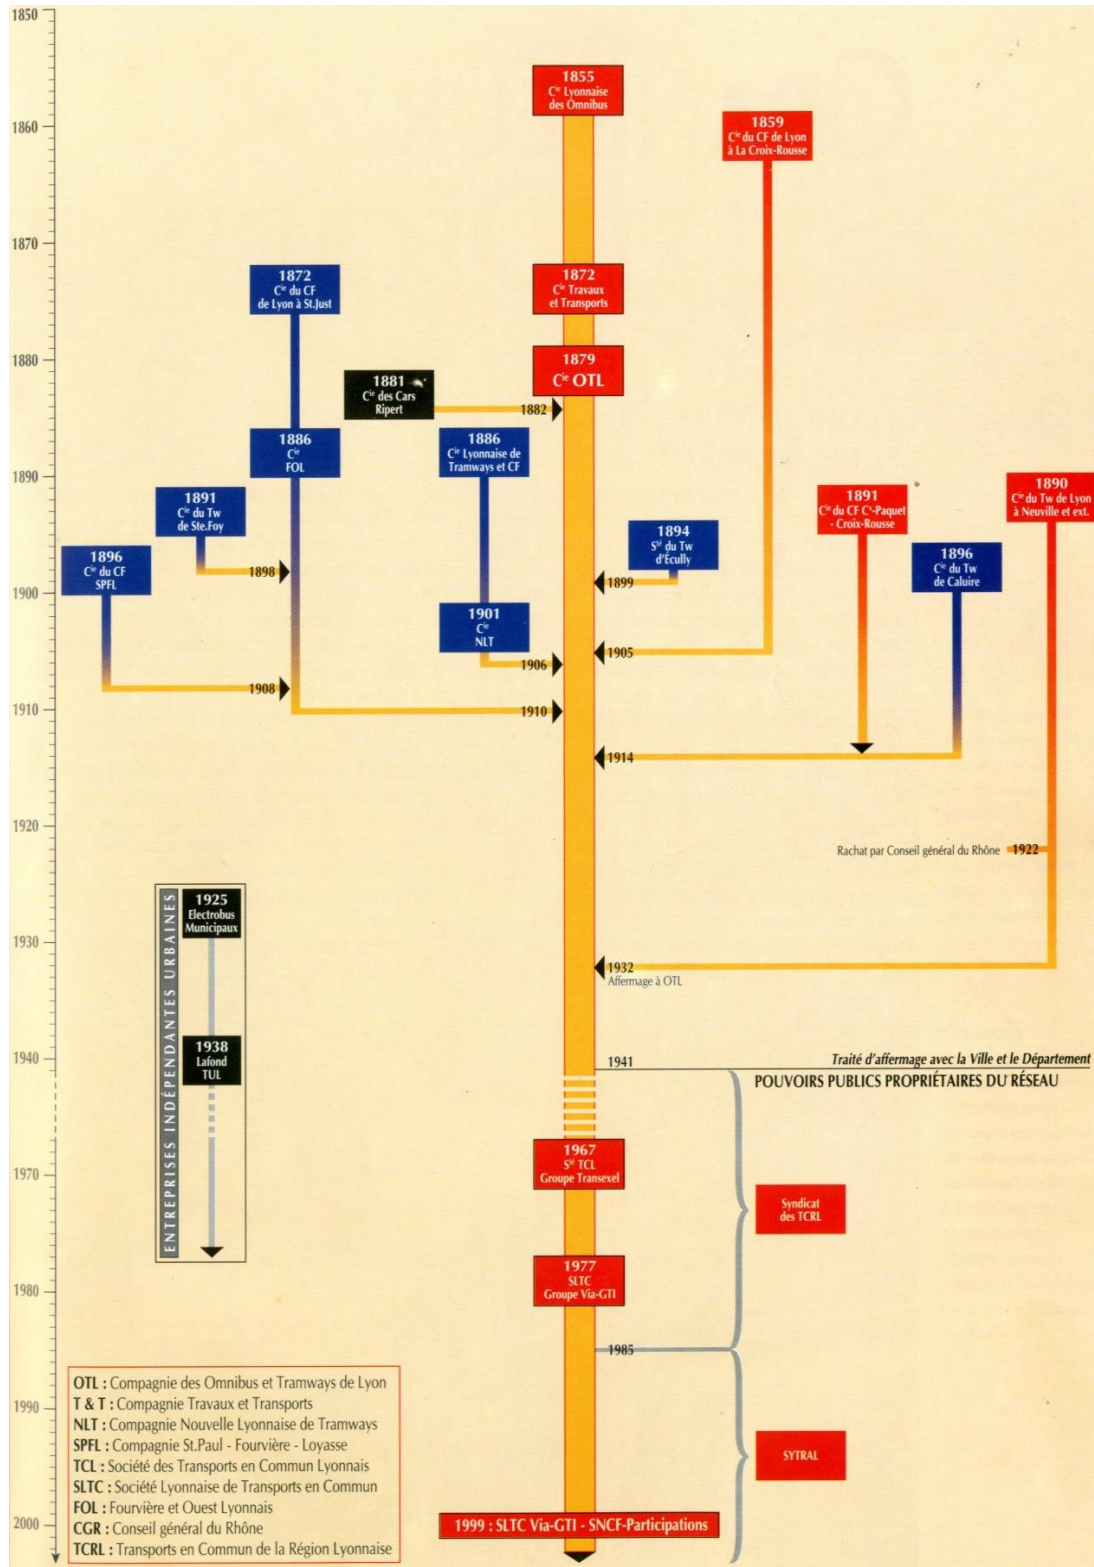 1850
1860
1870
1880
1890
1900
1910
1920
1930
1940
1950
1960
1970
1980
1990
2000
1855
Cie Lyonnaise
des Omnibus
1859
Cie du CF de Lyon
à La Croix-Rousse
1872
Cie du CF
de Lyon à St.Just
1872
Cie Travaux
et Transports
1879
Cie OTL
1881
Cie des Cars
Ripert
1882
1886
Cie
FOL
1886
Cie Lyonnaise de
Tramways et CF
1891
Cie du Tw
de Ste.Foy
1891
Cie du CF Cx-Paquet
- Croix-Rousse
1890
Cie du Tw de Lyon
à Neuville et ext.
1896
Cie du CF
SPFL
1898
1894
Sté du Tw
d'Écully
1896
Cie du Tw
de Caluire
1899
1901
Cie
NLT
1905
1906
1908
1910
1914
Rachat par Conseil général du Rhône
1922
ENTREPRISES INDÉPENDANTES URBAINES
1925
Electrobus
Municipaux
1932
Affermage à OTL
1938
Lafond
TUL
1941
Traité d'affermage avec la Ville et le Département
POUVOIRS PUBLICS PROPRIÉTAIRES DU RÉSEAU
1967
Sté TCL
Groupe Transexel
Syndicat
des TCRL
1977
SLTC
Groupe Via-GTI
1985
SYTRAL
1999 : SLTC Via-GTI - SNCF-Participations
OTL : Compagnie des Omnibus et Tramways de Lyon
T & T : Compagnie Travaux et Transports
NLT : Compagnie Nouvelle Lyonnaise de Tramways
SPFL : Compagnie St.Paul - Fourvière - Loyasse
TCL : Société des Transports en Commun Lyonnais
SLTC : Société Lyonnaise de Transports en Commun
FOL : Fourvière et Ouest Lyonnais
CGR : Conseil général du Rhône
TCRL : Transports en Commun de la Région Lyonnaise